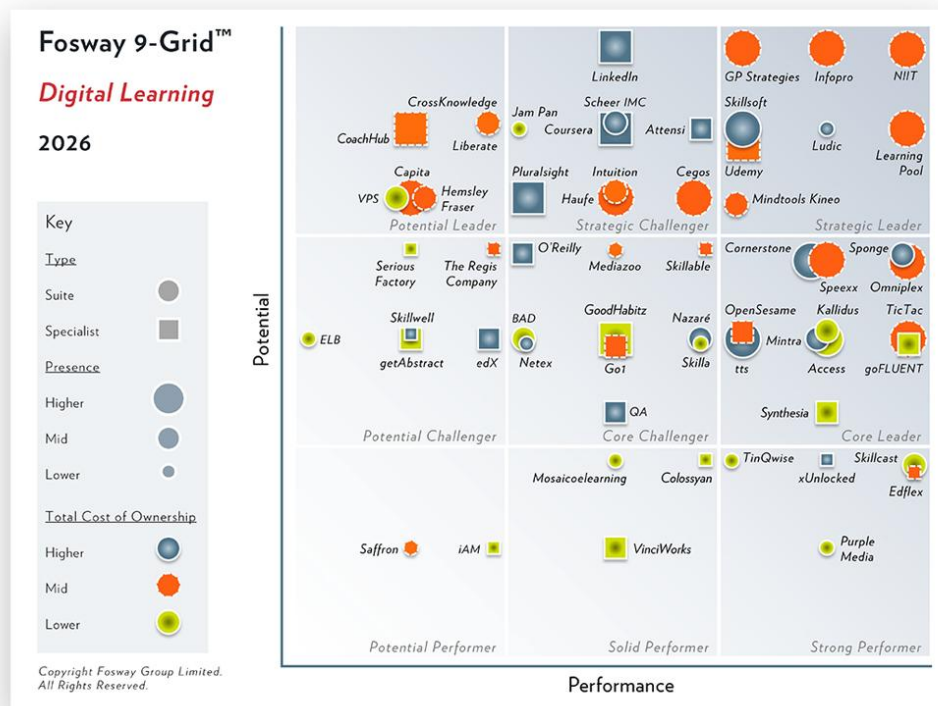 Fosway 9-Grid™
Digital Learning
2026
Key
Type
Suite
Specialist
Presence
Higher
Mid
Lower
Total Cost of Ownership
Higher
Mid
Lower
Copyright Fosway Group Limited.
All Rights Reserved.
Potential
Performance
CrossKnowledge
CoachHub
Liberate
Capita
VPS
Hemsley
Fraser
Potential Leader
LinkedIn
Jam Pan
Scheer IMC
Coursera
Attensi
Pluralsight
Intuition
Cegos
Haufe
Strategic Challenger
GP Strategies
Infopro
NIIT
Skillsoft
Ludic
Learning
Pool
Udemy
Mindtools Kineo
Strategic Leader
Serious
Factory
The Regis
Company
Skillwell
ELB
getAbstract
edX
Potential Challenger
O'Reilly
Mediazoo
Skillable
BAD
GoodHabitz
Nazaré
Netex
Go1
Skilla
QA
Core Challenger
Cornerstone
Sponge
Speexx
Omniplex
OpenSesame
Kallidus
TicTac
Mintra
tts
Access
goFLUENT
Synthesia
Core Leader
Saffron
iAM
Potential Performer
Mosaicoelearning
Colossyan
VinciWorks
Solid Performer
TinQwise
Skillcast
xUnlocked
Edflex
Purple
Media
Strong Performer